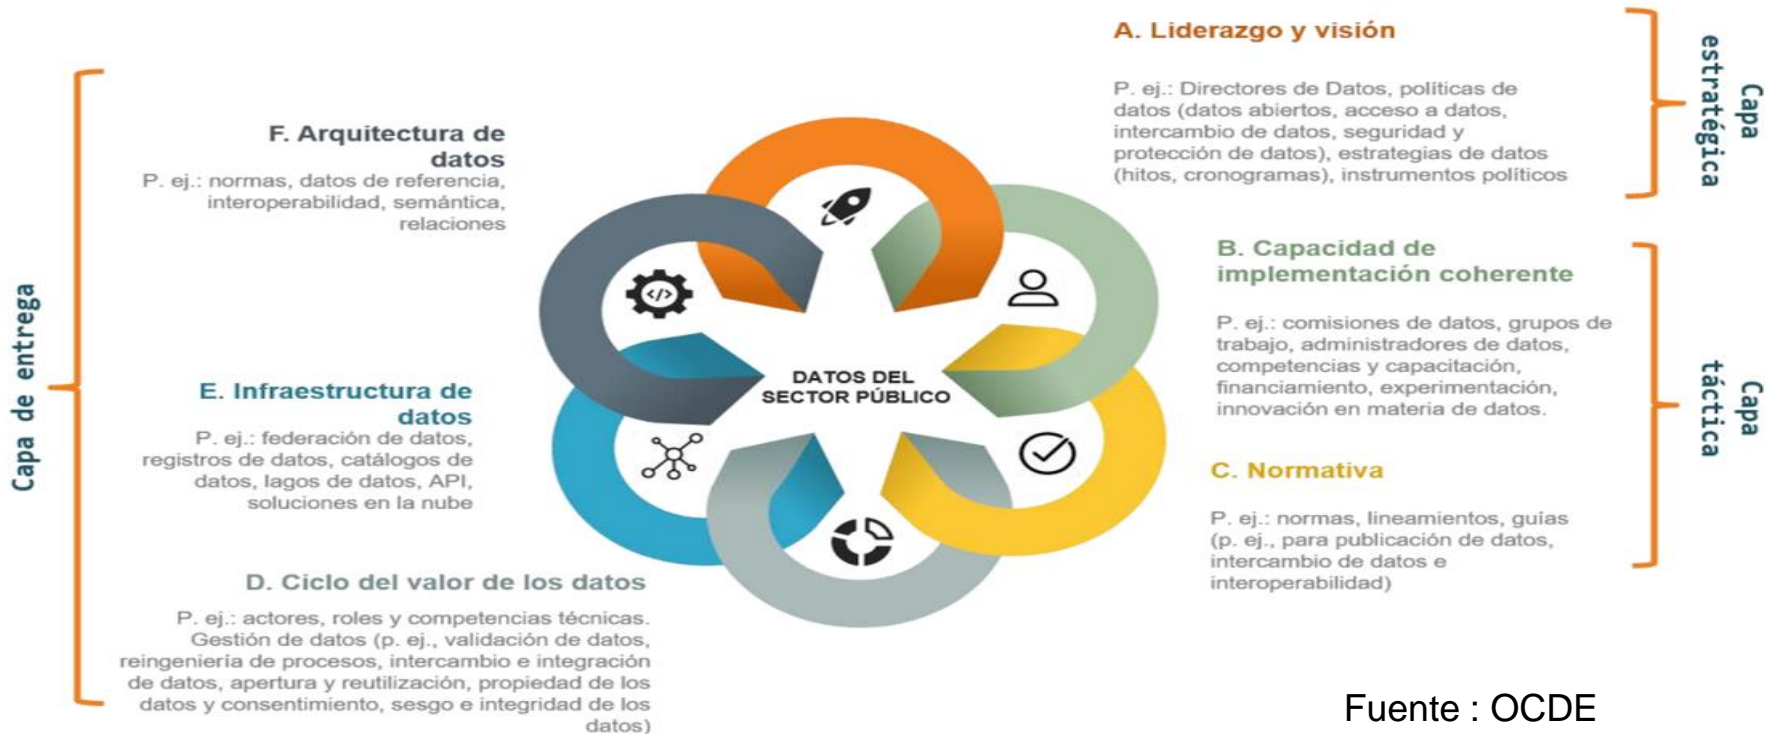 A. Liderazgo y visión
P. ej.: Directores de Datos, políticas de
datos (datos abiertos, acceso a datos,
intercambio de datos, seguridad y
protección de datos), estrategias de datos
(hitos, cronogramas), instrumentos políticos
Capa
estratégica
B. Capacidad de
implementación coherente
P. ej.: comisiones de datos, grupos de
trabajo, administradores de datos,
competencias y capacitación,
financiamiento, experimentación,
innovación en materia de datos.
C. Normativa
P. ej.: normas, lineamientos, guías
(p. ej., para publicación de datos,
intercambio de datos e
interoperabilidad)
Capa
táctica
D. Ciclo del valor de los datos
P. ej.: actores, roles y competencias técnicas.
Gestión de datos (p. ej., validación de datos,
reingeniería de procesos, intercambio e integración
de datos, apertura y reutilización, propiedad de los
datos y consentimiento, sesgo e integridad de los
datos)
E. Infraestructura de
datos
P. ej.: federación de datos,
registros de datos, catálogos de
datos, lagos de datos, API,
soluciones en la nube
F. Arquitectura de
datos
P. ej.: normas, datos de referencia,
interoperabilidad, semántica,
relaciones
Capa de entrega
</>
DATOS DEL
SECTOR PÚBLICO
Fuente : OCDE